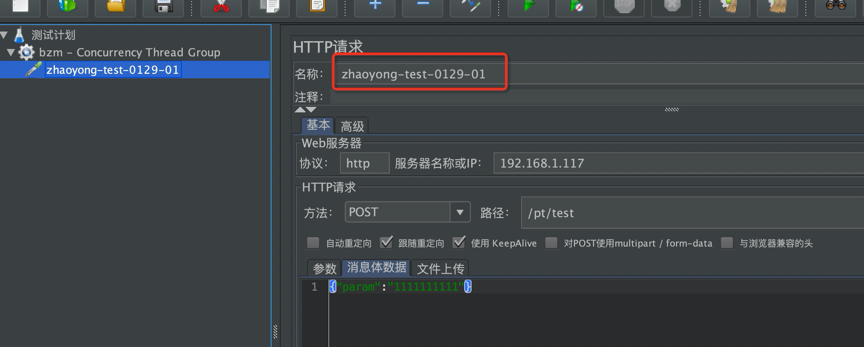 测试计划
bzm - Concurrency Thread Group
zhaoyong-test-0129-01
HTTP请求
名称： zhaoyong-test-0129-01
注释：
基本 高级
Web服务器
协议： http 服务器名称或IP： 192.168.1.117
HTTP请求
方法： POST 路径： /pt/test
自动重定向 跟随重定向 使用 KeepAlive 对POST使用multipart / form-data 与浏览器兼容的头
参数 消息体数据 文件上传
1 {"param":"1111111111"}